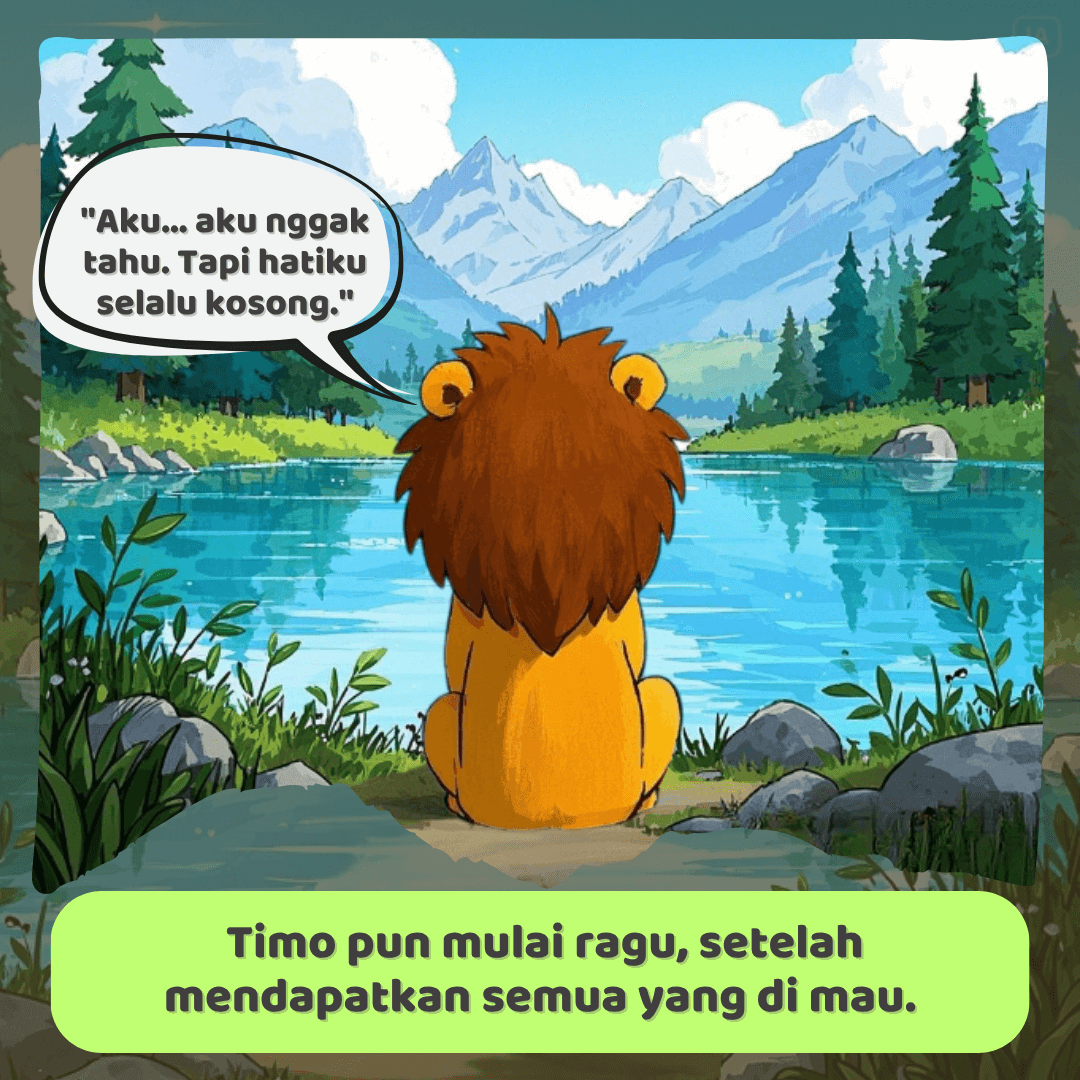 "Aku... aku nggak
tahu. Tapi hatiku
selalu kosong."
Timo pun mulai ragu, setelah
mendapatkan semua yang di mau.